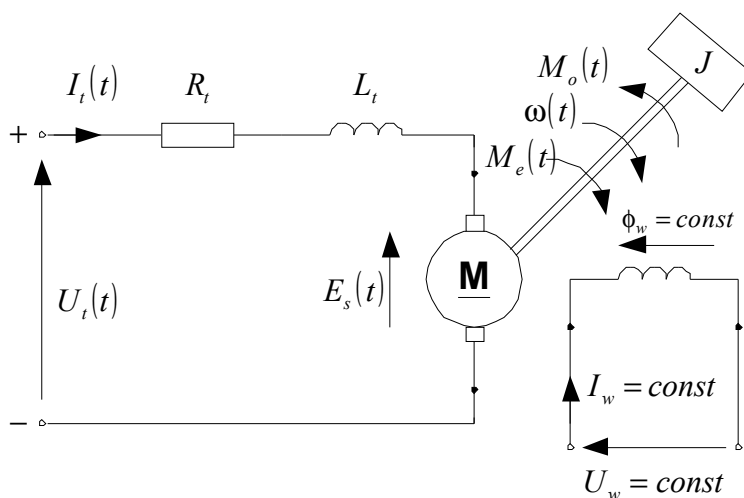 J
I_t(t)
R_t
L_t
M_o(t)
ω(t)
M_e(t)
+
ϕ_w = const
U_t(t)
E_s(t)
M
I_w = const
−
U_w = const